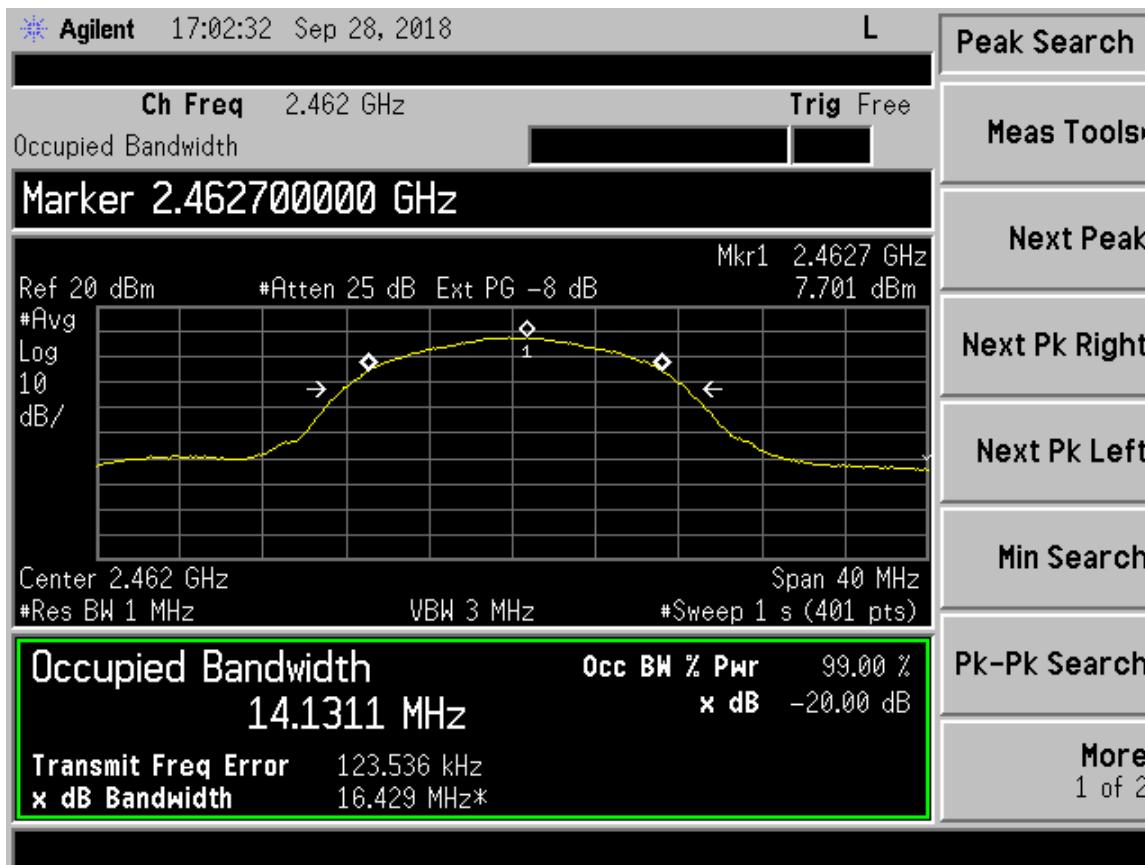 Agilent 17:02:32 Sep 28, 2018 L
Peak Search
Ch Freq 2.462 GHz Trig Free
Occupied Bandwidth
Meas Tools
Marker 2.462700000 GHz
Next Peak
Mkr1 2.4627 GHz
Ref 20 dBm #Atten 25 dB Ext PG -8 dB 7.701 dBm
#Avg
Log
10
dB/
1
Next Pk Right
Next Pk Left
Center 2.462 GHz Span 40 MHz
#Res BW 1 MHz VBW 3 MHz #Sweep 1 s (401 pts)
Min Search
Occupied Bandwidth
14.1311 MHz
Occ BW % Pwr 99.00 %
x dB -20.00 dB
Transmit Freq Error 123.536 kHz
x dB Bandwidth 16.429 MHz*
Pk-Pk Search
More
1 of 2